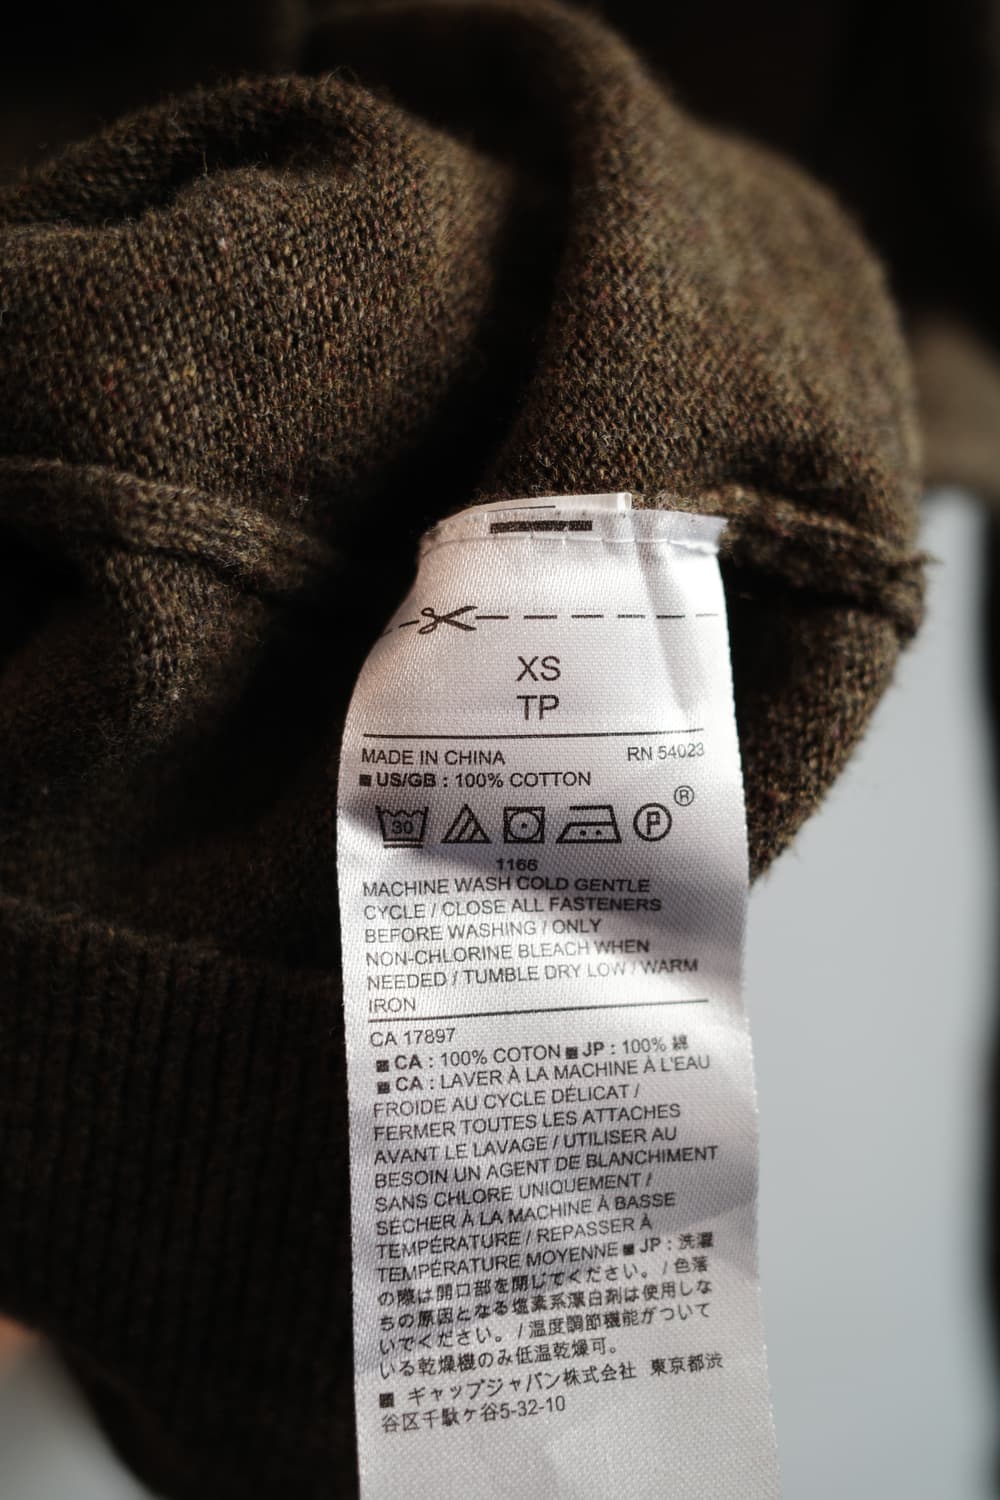 XS
TP
MADE IN CHINA RN 54023
■ US/GB : 100% COTTON
30 P ®
1166
MACHINE WASH COLD GENTLE
CYCLE / CLOSE ALL FASTENERS
BEFORE WASHING / ONLY
NON-CHLORINE BLEACH WHEN
NEEDED / TUMBLE DRY LOW / WARM
IRON
CA 17897
■ CA : 100% COTON ■ JP : 100% 綿
■ CA : LAVER À LA MACHINE À L'EAU
FROIDE AU CYCLE DÉLICAT /
FERMER TOUTES LES ATTACHES
AVANT LE LAVAGE / UTILISER AU
BESOIN UN AGENT DE BLANCHIMENT
SANS CHLORE UNIQUEMENT /
SÉCHER À LA MACHINE À BASSE
TEMPÉRATURE / REPASSER À
TEMPÉRATURE MOYENNE ■ JP : 洗濯
の際は開口部を閉じてください。 / 色落
ちの原因となる塩素系漂白剤は使用しな
いでください。 / 温度調節機能がついて
いる乾燥機のみ低温乾燥可。
■ ギャップジャパン株式会社 東京都渋
谷区千駄ケ谷5-32-10